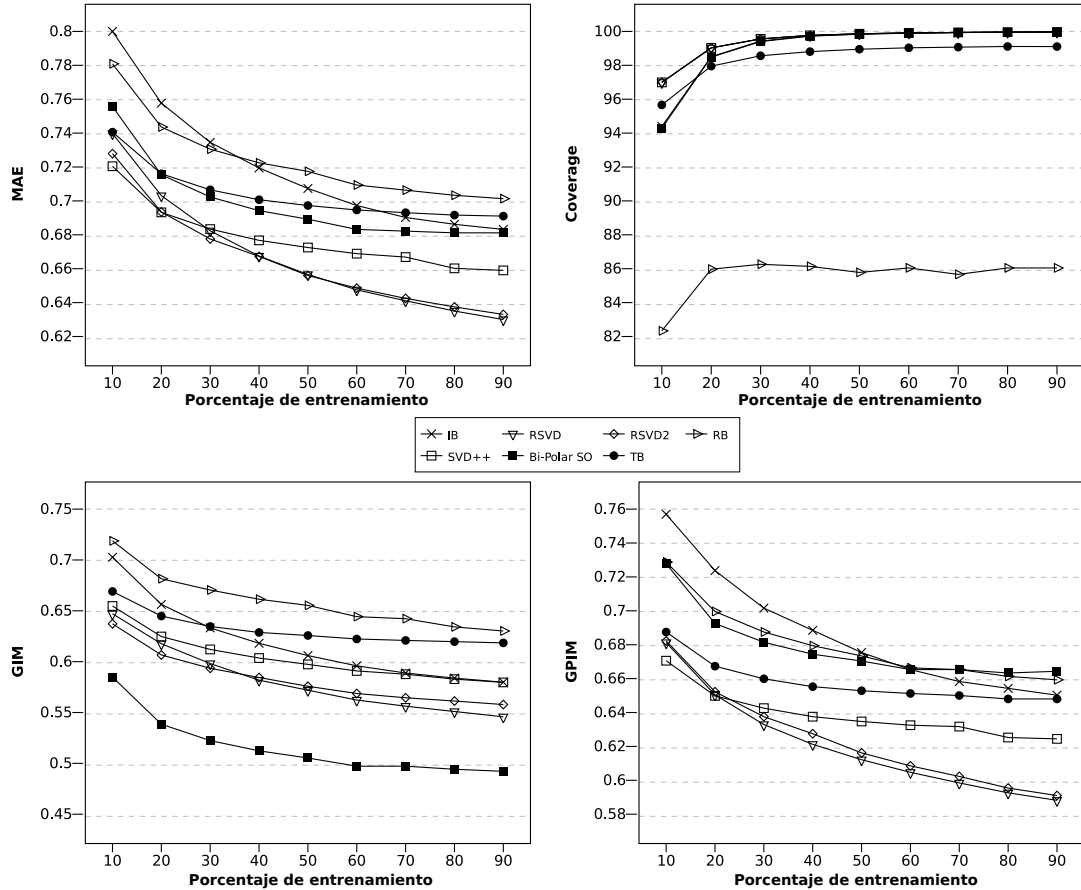 0.8
0.78
0.76
0.74
0.72
0.7
0.68
0.66
0.64
0.62
MAE
10 20 30 40 50 60 70 80 90
Porcentaje de entrenamiento
100
98
96
94
92
90
88
86
84
82
Coverage
10 20 30 40 50 60 70 80 90
Porcentaje de entrenamiento
IB RSVD RSVD2 RB
SVD++ Bi-Polar SO TB
0.75
0.7
0.65
0.6
0.55
0.5
0.45
GIM
10 20 30 40 50 60 70 80 90
Porcentaje de entrenamiento
0.76
0.74
0.72
0.7
0.68
0.66
0.64
0.62
0.6
0.58
GPIM
10 20 30 40 50 60 70 80 90
Porcentaje de entrenamiento